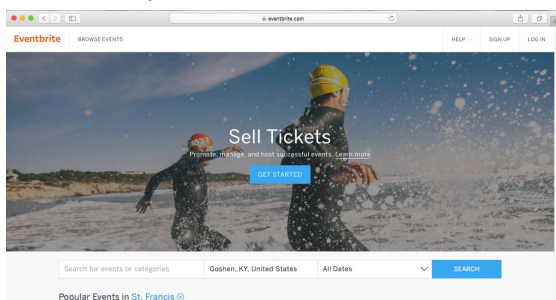 eventbrite.com
Eventbrite BROWSE EVENTS HELP SIGN UP LOG IN
Sell Tickets
Promote, manage, and host successful events. Learn more
GET STARTED
Search for events or categories Goshen, KY, United States All Dates SEARCH
Popular Events in St. Francis